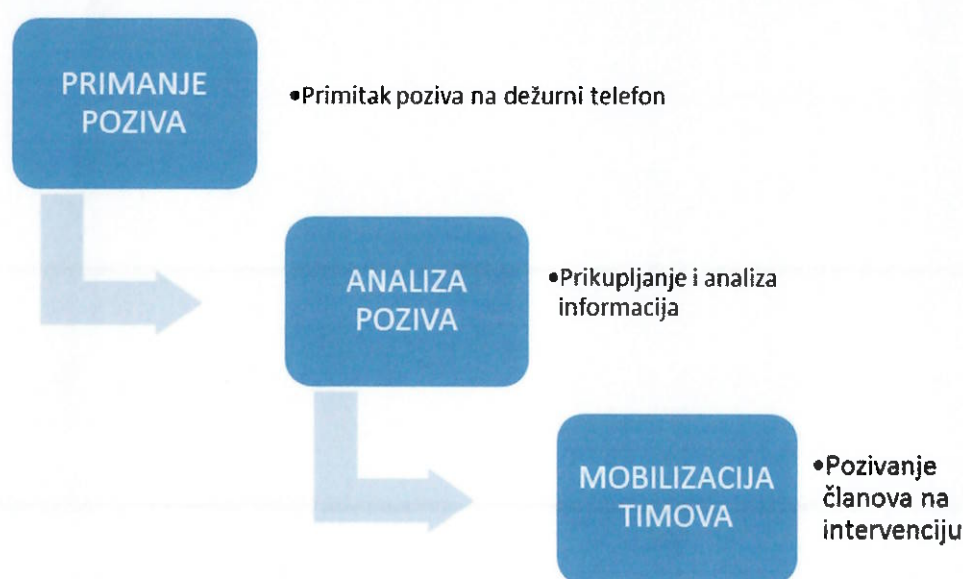 PRIMANJE
POZIVA
•Primitak poziva na dežurni telefon
ANALIZA
POZIVA
•Prikupljanje i analiza
informacija
MOBILIZACIJA
TIMOVA
•Pozivanje
članova na
intervenciju